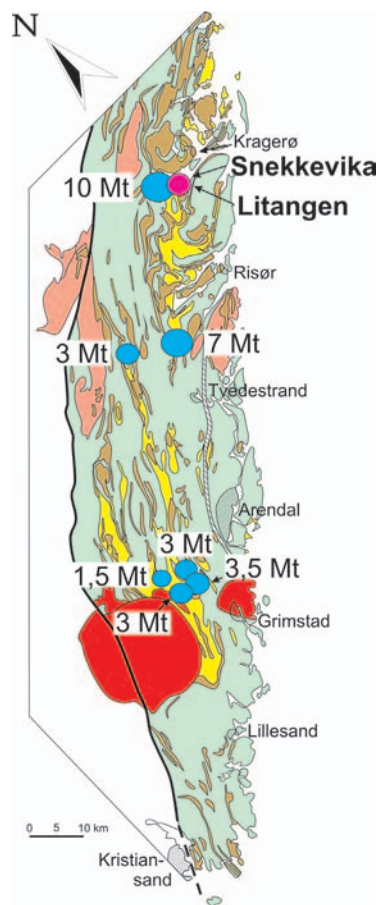 N
Kragerø
Snekkevika
10 Mt
Litangen
Risør
7 Mt
3 Mt
Tvedestrand
Arendal
3 Mt
1,5 Mt
3,5 Mt
3 Mt
Grimstad
Lillesand
0 5 10 km
Kristian-
sand